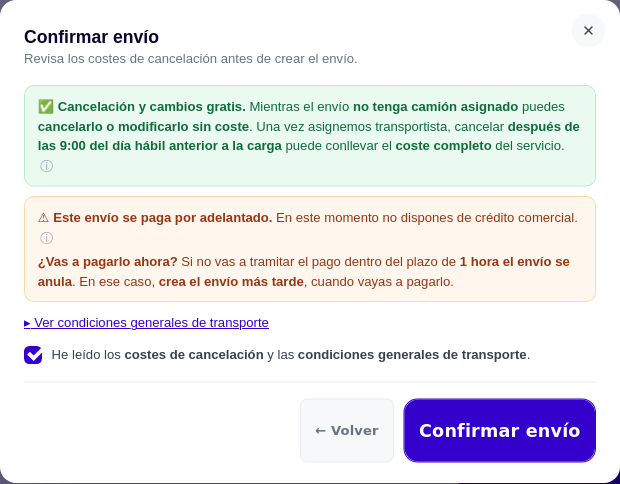 Confirmar envío
Revisa los costes de cancelación antes de crear el envío.
✅ Cancelación y cambios gratis. Mientras el envío no tenga camión asignado puedes
cancelarlo o modificarlo sin coste. Una vez asignemos transportista, cancelar después de
las 9:00 del día hábil anterior a la carga puede conllevar el coste completo del servicio.
ⓘ
⚠ Este envío se paga por adelantado. En este momento no dispones de crédito comercial.
ⓘ
¿Vas a pagarlo ahora? Si no vas a tramitar el pago dentro del plazo de 1 hora el envío se
anula. En ese caso, crea el envío más tarde, cuando vayas a pagarlo.
▸ Ver condiciones generales de transporte
He leído los costes de cancelación y las condiciones generales de transporte.
← Volver
Confirmar envío